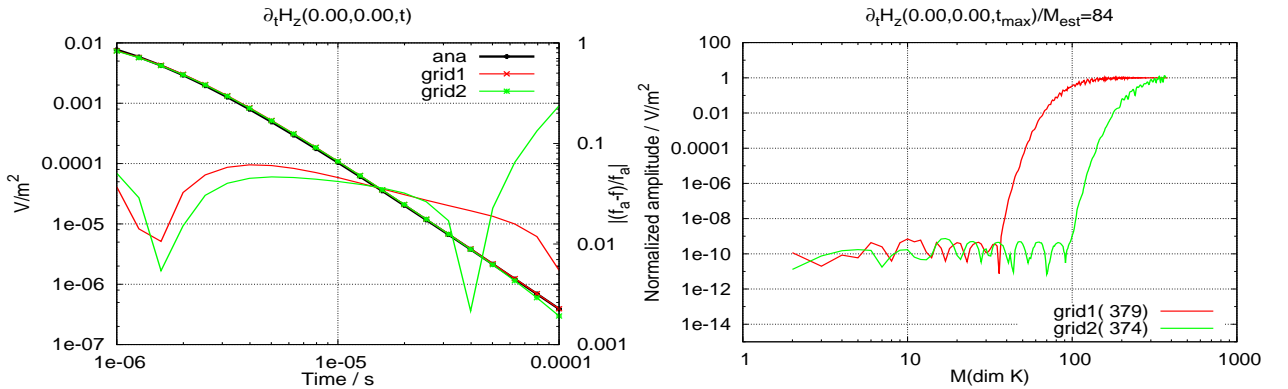 ∂tHz(0.00,0.00,t)
ana
grid1
grid2
0.01
0.001
0.0001
1e-05
1e-06
1e-07
V/m2
1
0.1
0.01
0.001
|(fa-f)/fa|
1e-06
1e-05
0.0001
Time / s
∂tHz(0.00,0.00,tmax)/Mest=84
100
1
0.01
0.0001
1e-06
1e-08
1e-10
1e-12
1e-14
Normalized amplitude / V/m2
grid1( 379)
grid2( 374)
1
10
100
1000
M(dim K)